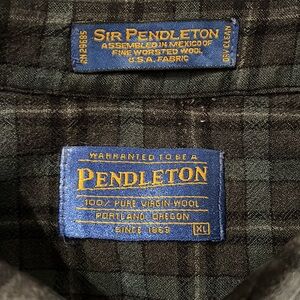 SIR PENDLETON
ASSEMBLED IN MEXICO OF
FINE WORSTED WOOL
U.S.A. FABRIC
DRY CLEAN
WARRANTED TO BE A
PENDLETON
100% PURE VIRGIN WOOL
PORTLAND, OREGON
SINCE 1863
XL